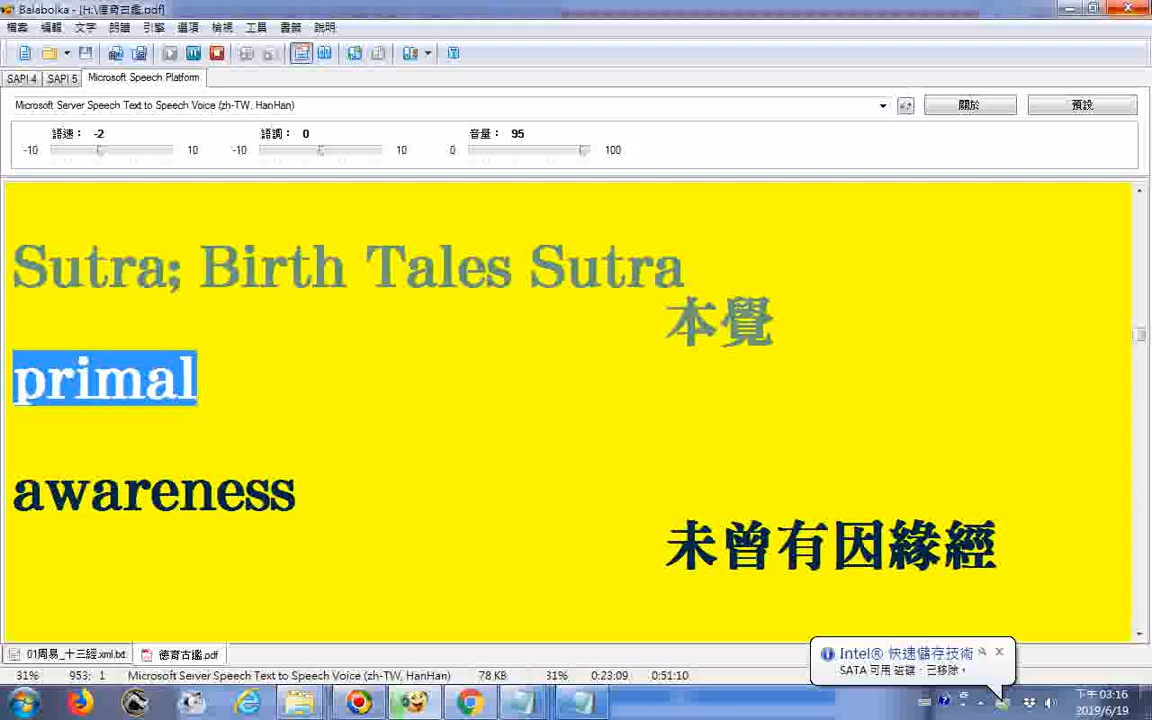 Balabolka - [H:\德育古鑑.pdf]
檔案 編輯 文字 朗讀 引擎 選項 檢視 工具 書籤 說明
SAPI 4 SAPI 5 Microsoft Speech Platform
Microsoft Server Speech Text to Speech Voice (zh-TW, HanHan) 關於 預設
語速： -2 語調： 0 音量： 95
-10 10 -10 10 0 100
Sutra; Birth Tales Sutra
本覺
primal
awareness
未曾有因緣經
Intel® 快速儲存技術
SATA 可用 磁碟：已移除。
01周易_十三經.xml.txt 德育古鑑.pdf
31% 953: 1 Microsoft Server Speech Text to Speech Voice (zh-TW, HanHan) 78 KB 31% 0:23:09 0:51:10
下午 03:16
2019/6/19